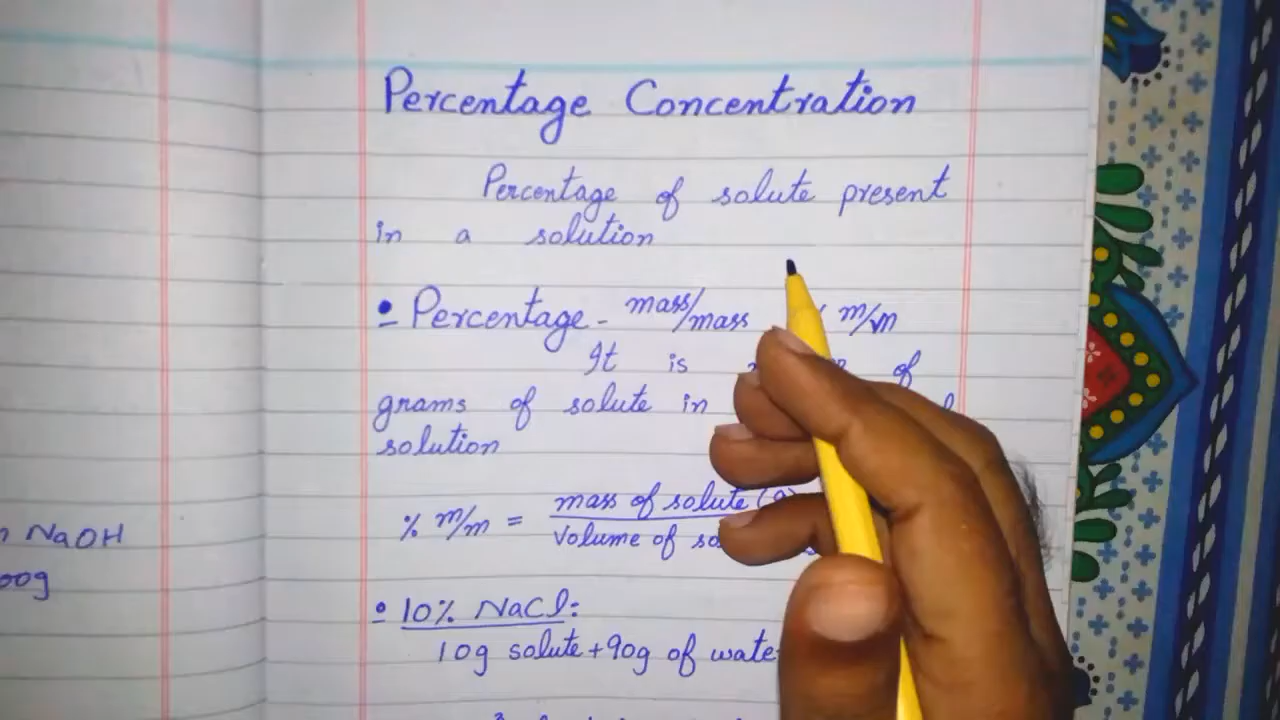 n NaOH
00g
Percentage Concentration
Percentage of solute present
in a solution
Percentage - mass/mass m/m
It is of
grams of solute in
solution
% m/m = mass of solute (g)
Volume of
10% NaCl:
10g solute + 90g of wate